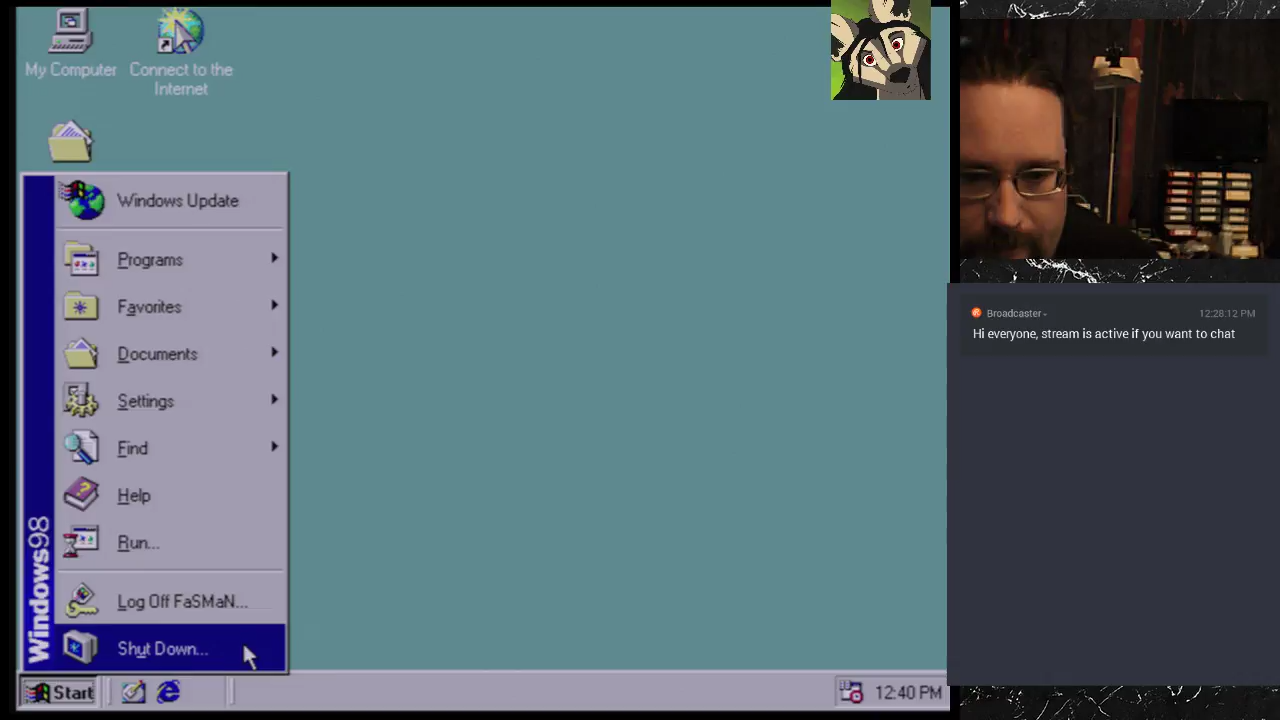 My Computer
Connect to the
Internet
Windows Update
Programs
Favorites
Documents
Settings
Find
Help
Run...
Log Off FaSMaN...
Shut Down...
Windows98
Start
12:40 PM
Broadcaster
12:28:12 PM
Hi everyone, stream is active if you want to chat